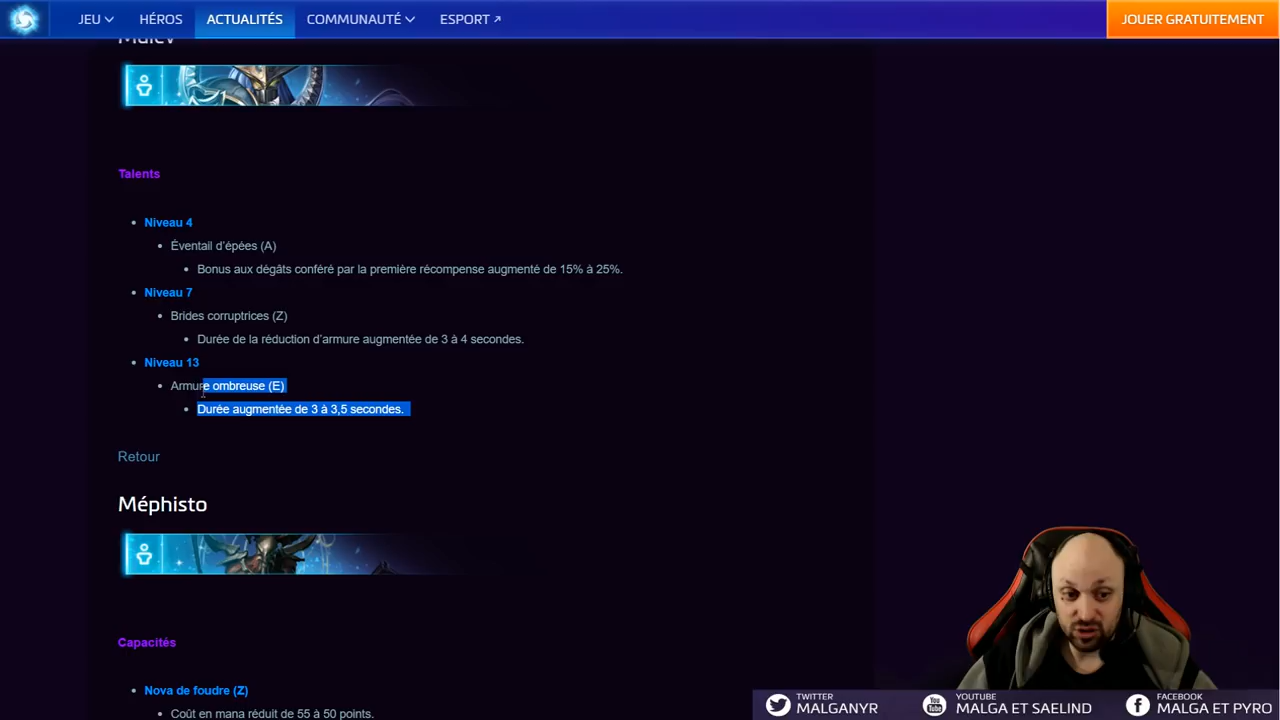 JEU HÉROS ACTUALITÉS COMMUNAUTÉ ESPORT JOUER GRATUITEMENT
Maiev
Talents
Niveau 4
Éventail d'épées (A)
Bonus aux dégâts conféré par la première récompense augmenté de 15% à 25%.
Niveau 7
Brides corruptrices (Z)
Durée de la réduction d'armure augmentée de 3 à 4 secondes.
Niveau 13
Armure ombreuse (E)
Durée augmentée de 3 à 3,5 secondes.
Retour
Méphisto
Capacités
Nova de foudre (Z)
Coût en mana réduit de 55 à 50 points.
TWITTER
MALGANYR
YOUTUBE
MALGA ET SAELIND
FACEBOOK
MALGA ET PYRO